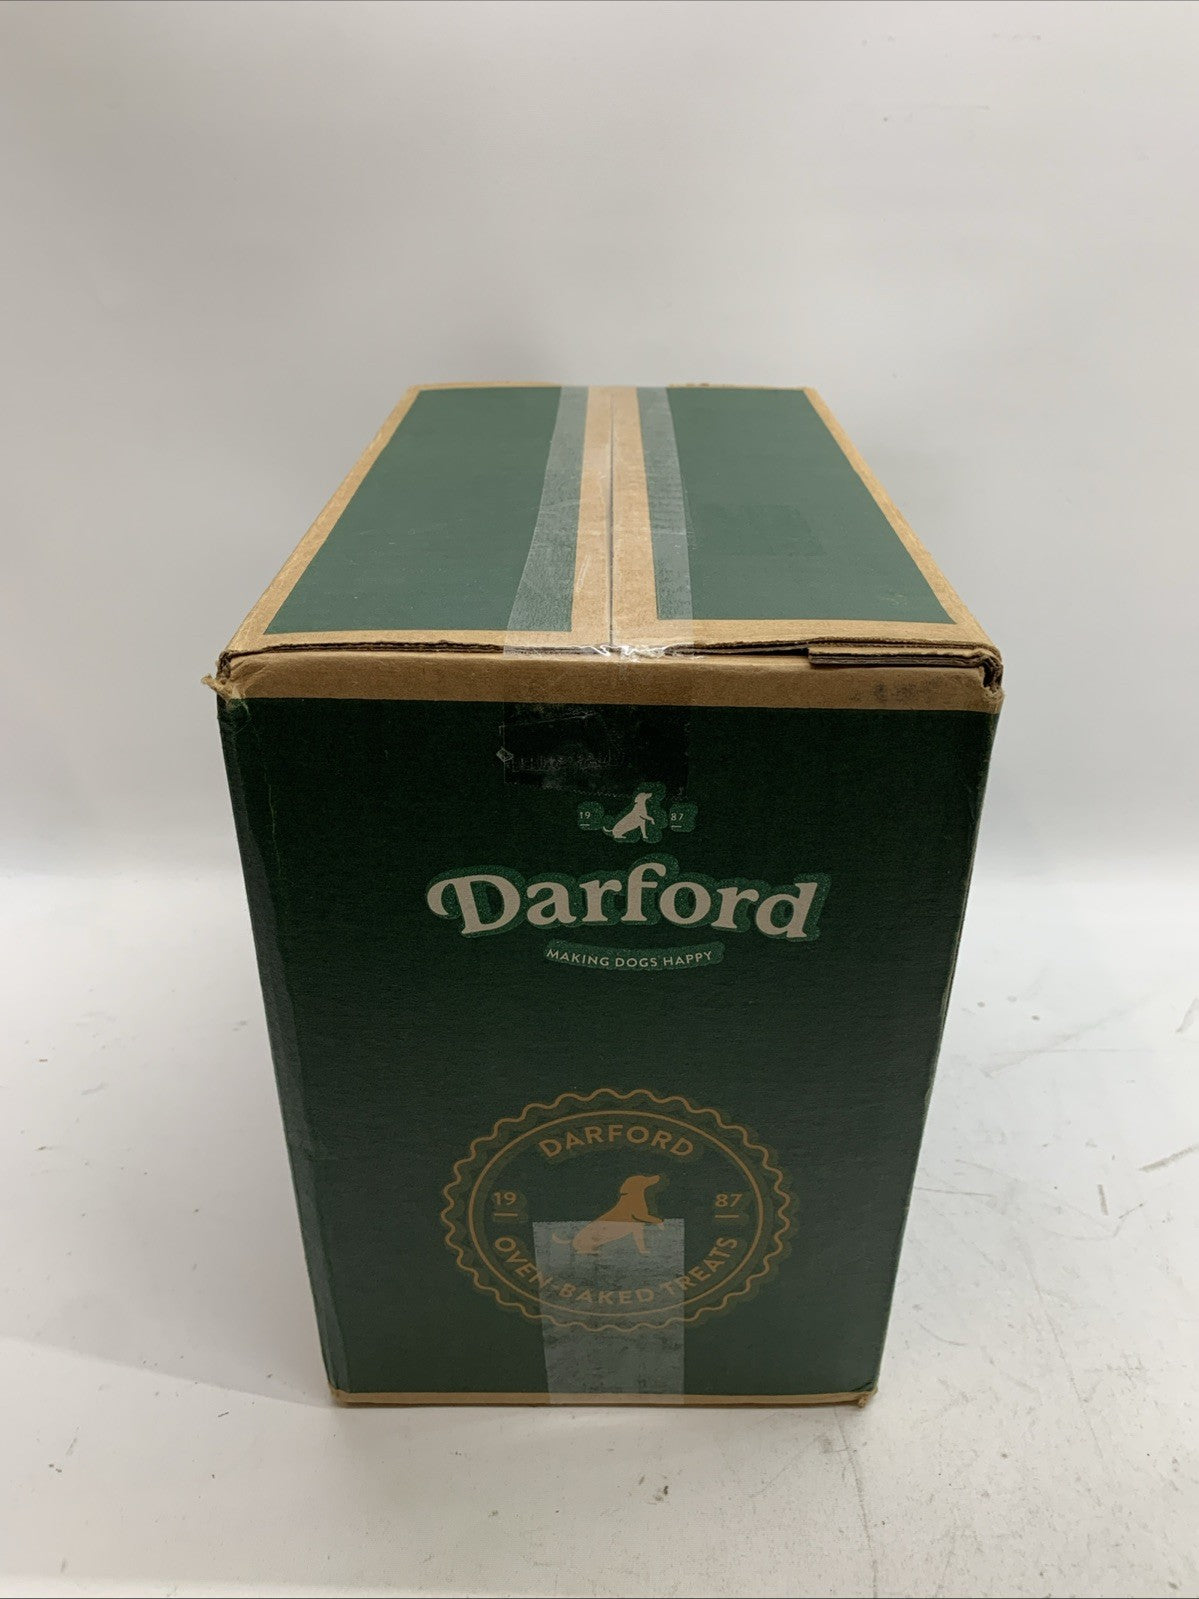 19 87
Darford
MAKING DOGS HAPPY
DARFORD
19 87
OVEN-BAKED TREATS